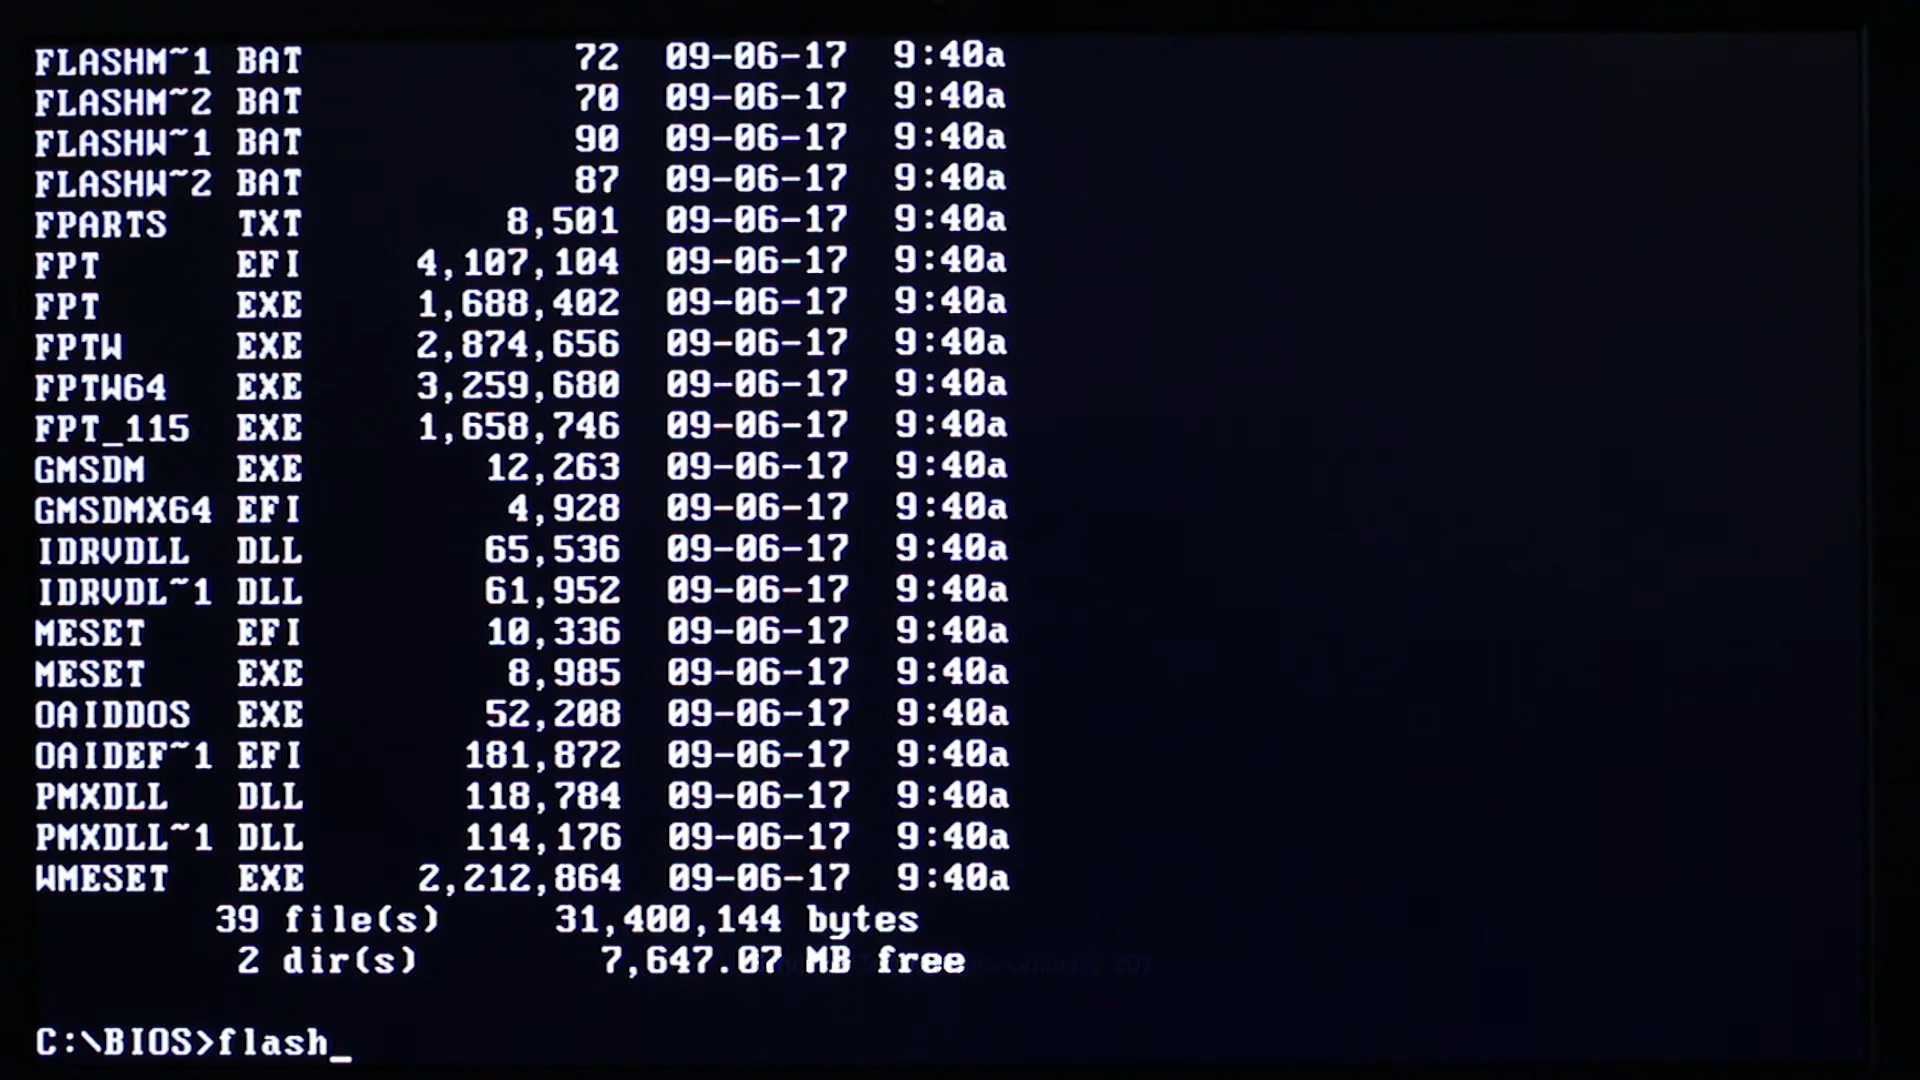 FLASHM~1 BAT 72 09-06-17 9:40a
FLASHM~2 BAT 70 09-06-17 9:40a
FLASHW~1 BAT 90 09-06-17 9:40a
FLASHW~2 BAT 87 09-06-17 9:40a
FPARTS TXT 8,501 09-06-17 9:40a
FPT EFI 4,107,104 09-06-17 9:40a
FPT EXE 1,688,402 09-06-17 9:40a
FPTW EXE 2,874,656 09-06-17 9:40a
FPTW64 EXE 3,259,680 09-06-17 9:40a
FPT_115 EXE 1,658,746 09-06-17 9:40a
GMSDM EXE 12,263 09-06-17 9:40a
GMSDMX64 EFI 4,928 09-06-17 9:40a
IDRVDLL DLL 65,536 09-06-17 9:40a
IDRVDL~1 DLL 61,952 09-06-17 9:40a
MESET EFI 10,336 09-06-17 9:40a
MESET EXE 8,985 09-06-17 9:40a
OAIDDOS EXE 52,208 09-06-17 9:40a
OAIDEF~1 EFI 181,872 09-06-17 9:40a
PMXDLL DLL 118,784 09-06-17 9:40a
PMXDLL~1 DLL 114,176 09-06-17 9:40a
WMESET EXE 2,212,864 09-06-17 9:40a
39 file(s) 31,400,144 bytes
2 dir(s) 7,647.07 MB free
C:\BIOS>flash_